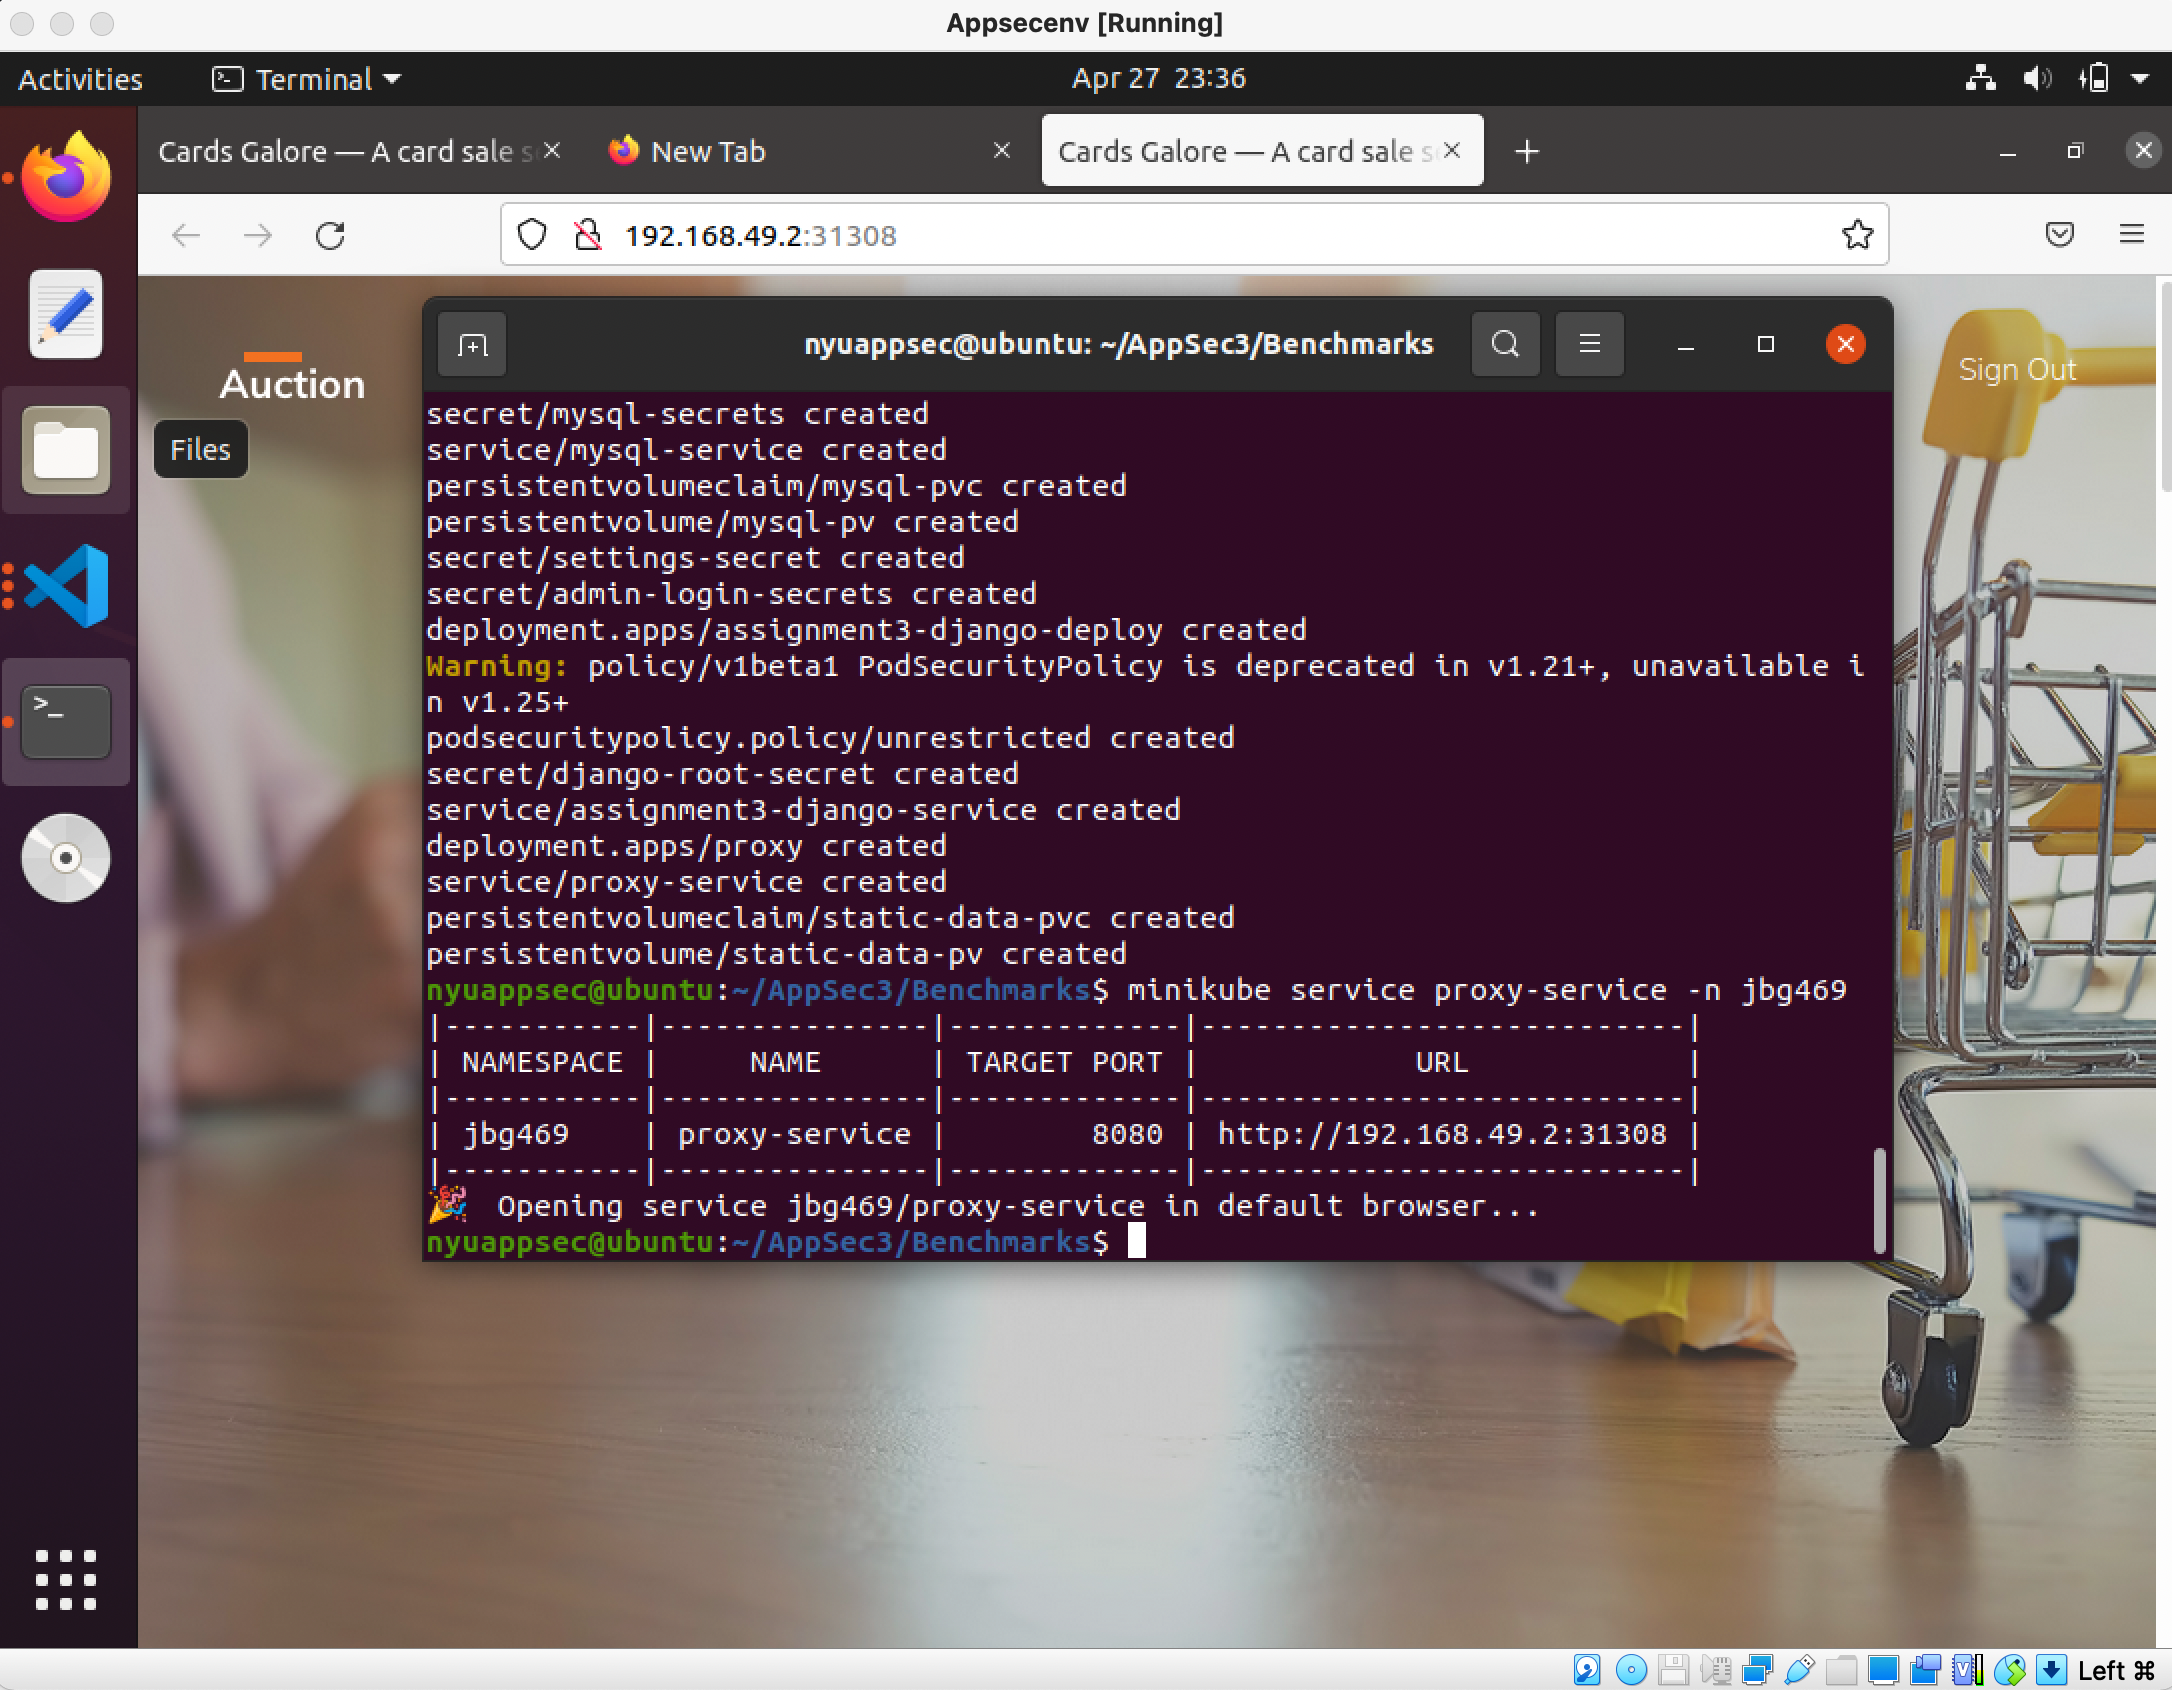 Appsecenv [Running]
Activities
Terminal
Apr 27 23:36
Cards Galore — A card sale s
New Tab
Cards Galore — A card sale s
192.168.49.2:31308
Auction
Sign Out
Files
nyuappsec@ubuntu: ~/AppSec3/Benchmarks
secret/mysql-secrets created
service/mysql-service created
persistentvolumeclaim/mysql-pvc created
persistentvolume/mysql-pv created
secret/settings-secret created
secret/admin-login-secrets created
deployment.apps/assignment3-django-deploy created
Warning: policy/v1beta1 PodSecurityPolicy is deprecated in v1.21+, unavailable i
n v1.25+
podsecuritypolicy.policy/unrestricted created
secret/django-root-secret created
service/assignment3-django-service created
deployment.apps/proxy created
service/proxy-service created
persistentvolumeclaim/static-data-pvc created
persistentvolume/static-data-pv created
nyuappsec@ubuntu:~/AppSec3/Benchmarks$ minikube service proxy-service -n jbg469
|-----------|---------------|-------------|---------------------------|
| NAMESPACE |     NAME      | TARGET PORT |            URL            |
|-----------|---------------|-------------|---------------------------|
| jbg469    | proxy-service |        8080 | http://192.168.49.2:31308 |
|-----------|---------------|-------------|---------------------------|
🎉  Opening service jbg469/proxy-service in default browser...
nyuappsec@ubuntu:~/AppSec3/Benchmarks$
Left ⌘